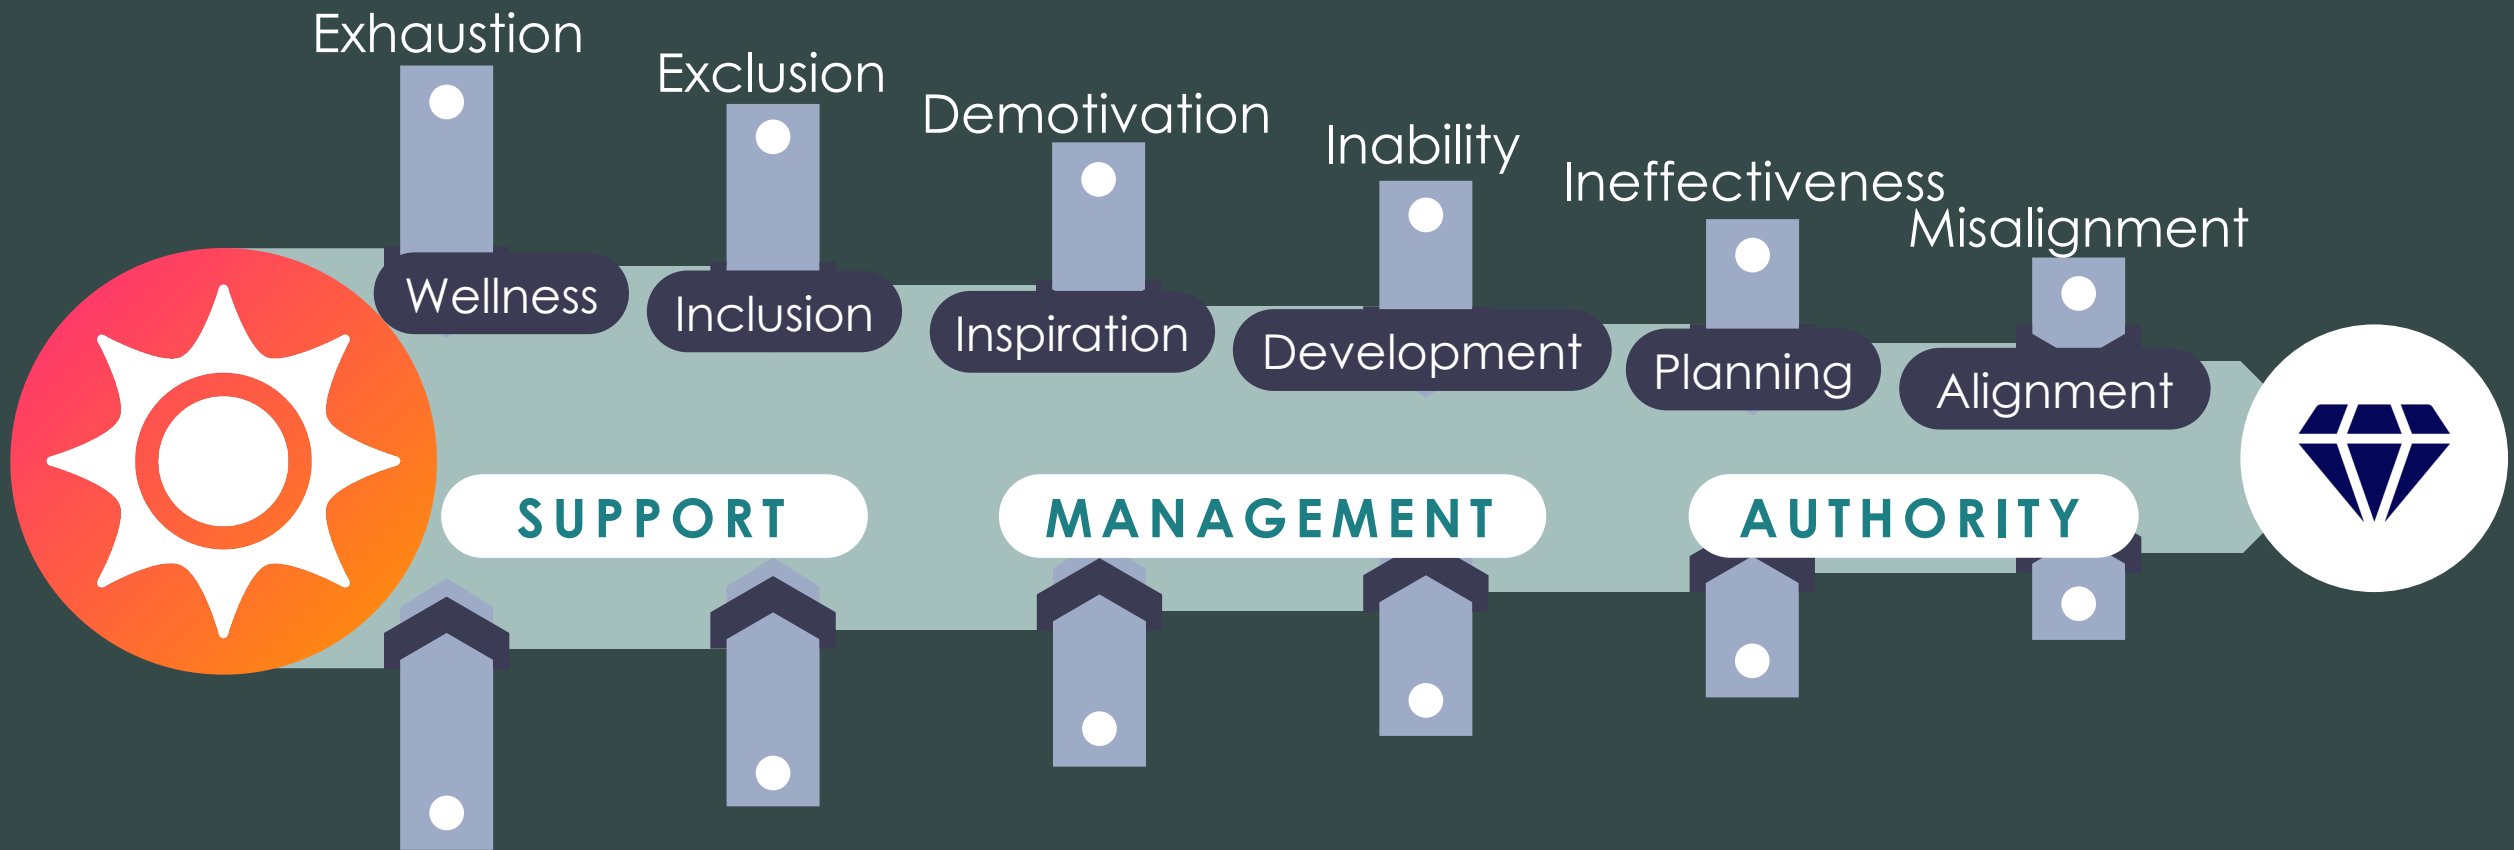 Exhaustion
Exclusion
Demotivation
Inability
Ineffectiveness
Misalignment
Wellness
Inclusion
Inspiration
Development
Planning
Alignment
SUPPORT
MANAGEMENT
AUTHORITY